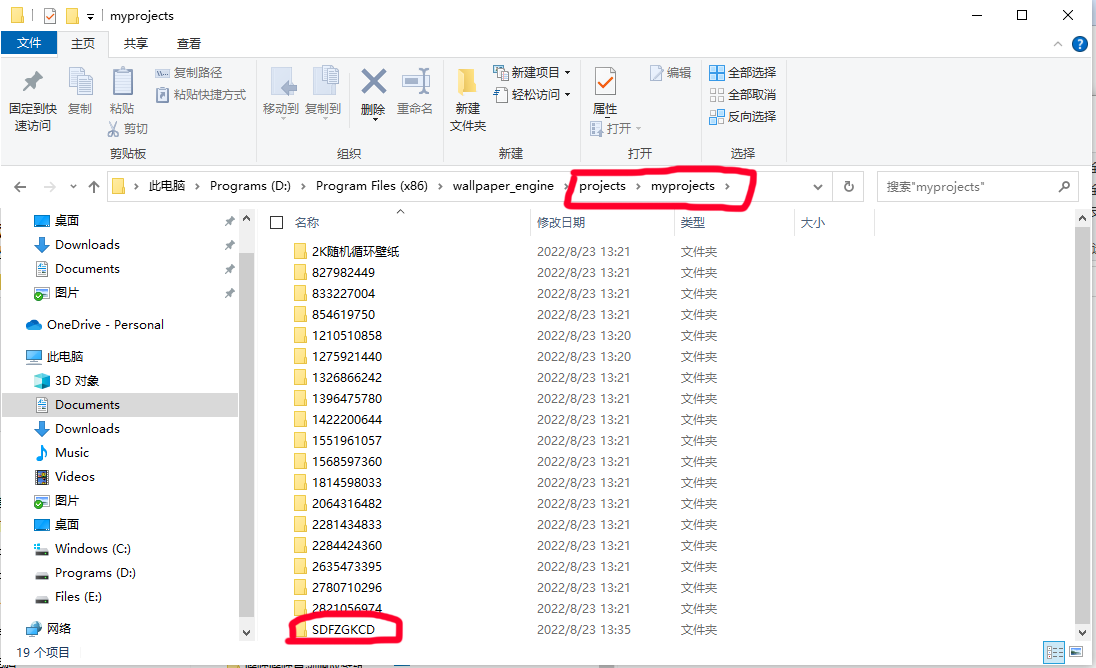 myprojects
文件 主页 共享 查看
固定到快速访问 复制 粘贴 复制路径 粘贴快捷方式 剪切
移动到 复制到 删除 重命名
新建文件夹 新建项目 轻松访问
属性 打开 编辑
全部选择 全部取消 反向选择
剪贴板 组织 新建 打开 选择
此电脑 Programs (D:) Program Files (x86) wallpaper_engine projects myprojects
搜索"myprojects"
桌面
Downloads
Documents
图片
OneDrive - Personal
此电脑
3D 对象
Documents
Downloads
Music
Videos
图片
桌面
Windows (C:)
Programs (D:)
Files (E:)
网络
名称 修改日期 类型 大小
2K随机循环壁纸 2022/8/23 13:21 文件夹
827982449 2022/8/23 13:21 文件夹
833227004 2022/8/23 13:21 文件夹
854619750 2022/8/23 13:21 文件夹
1210510858 2022/8/23 13:20 文件夹
1275921440 2022/8/23 13:20 文件夹
1326866242 2022/8/23 13:21 文件夹
1396475780 2022/8/23 13:21 文件夹
1422200644 2022/8/23 13:21 文件夹
1551961057 2022/8/23 13:21 文件夹
1568597360 2022/8/23 13:21 文件夹
1814598033 2022/8/23 13:21 文件夹
2064316482 2022/8/23 13:21 文件夹
2281434833 2022/8/23 13:21 文件夹
2284424360 2022/8/23 13:21 文件夹
2635473395 2022/8/23 13:21 文件夹
2780710296 2022/8/23 13:21 文件夹
2821056974 2022/8/23 13:21 文件夹
SDFZGKCD 2022/8/23 13:35 文件夹
19 个项目